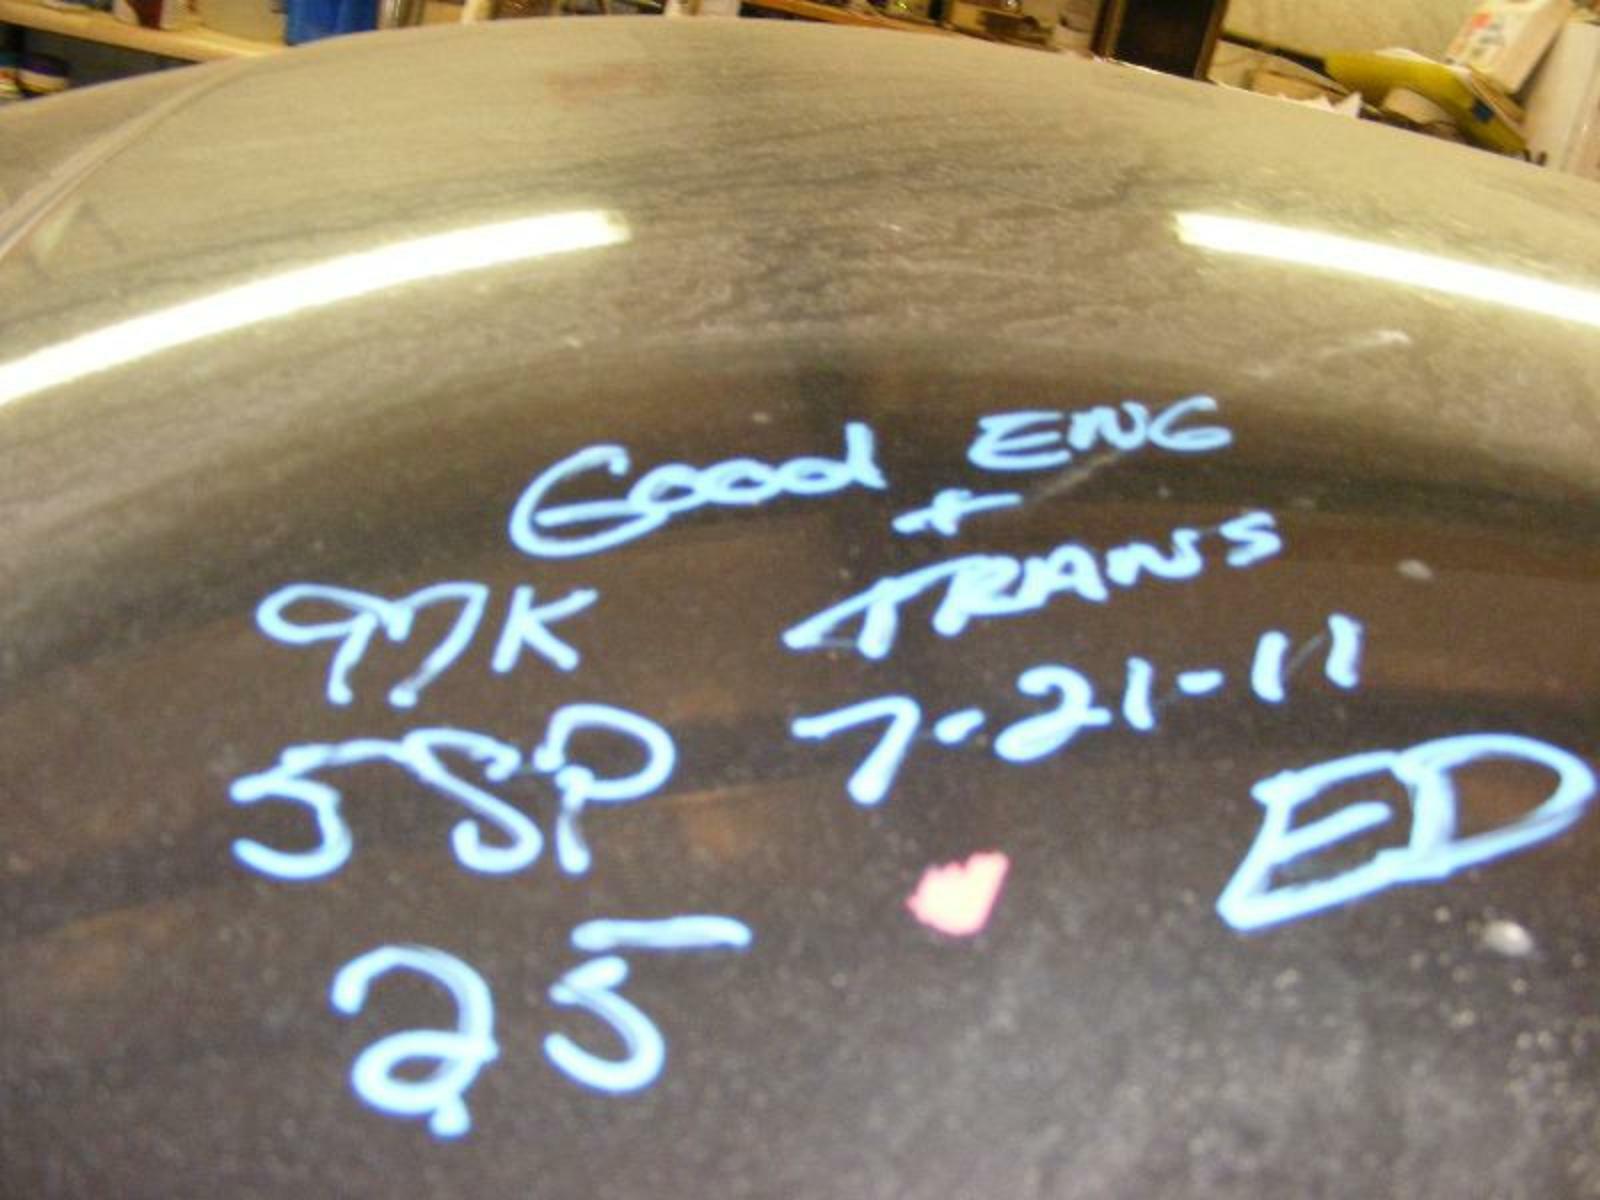 Good ENG
+
TRANS
97K
7-21-11
5SP
ED
25